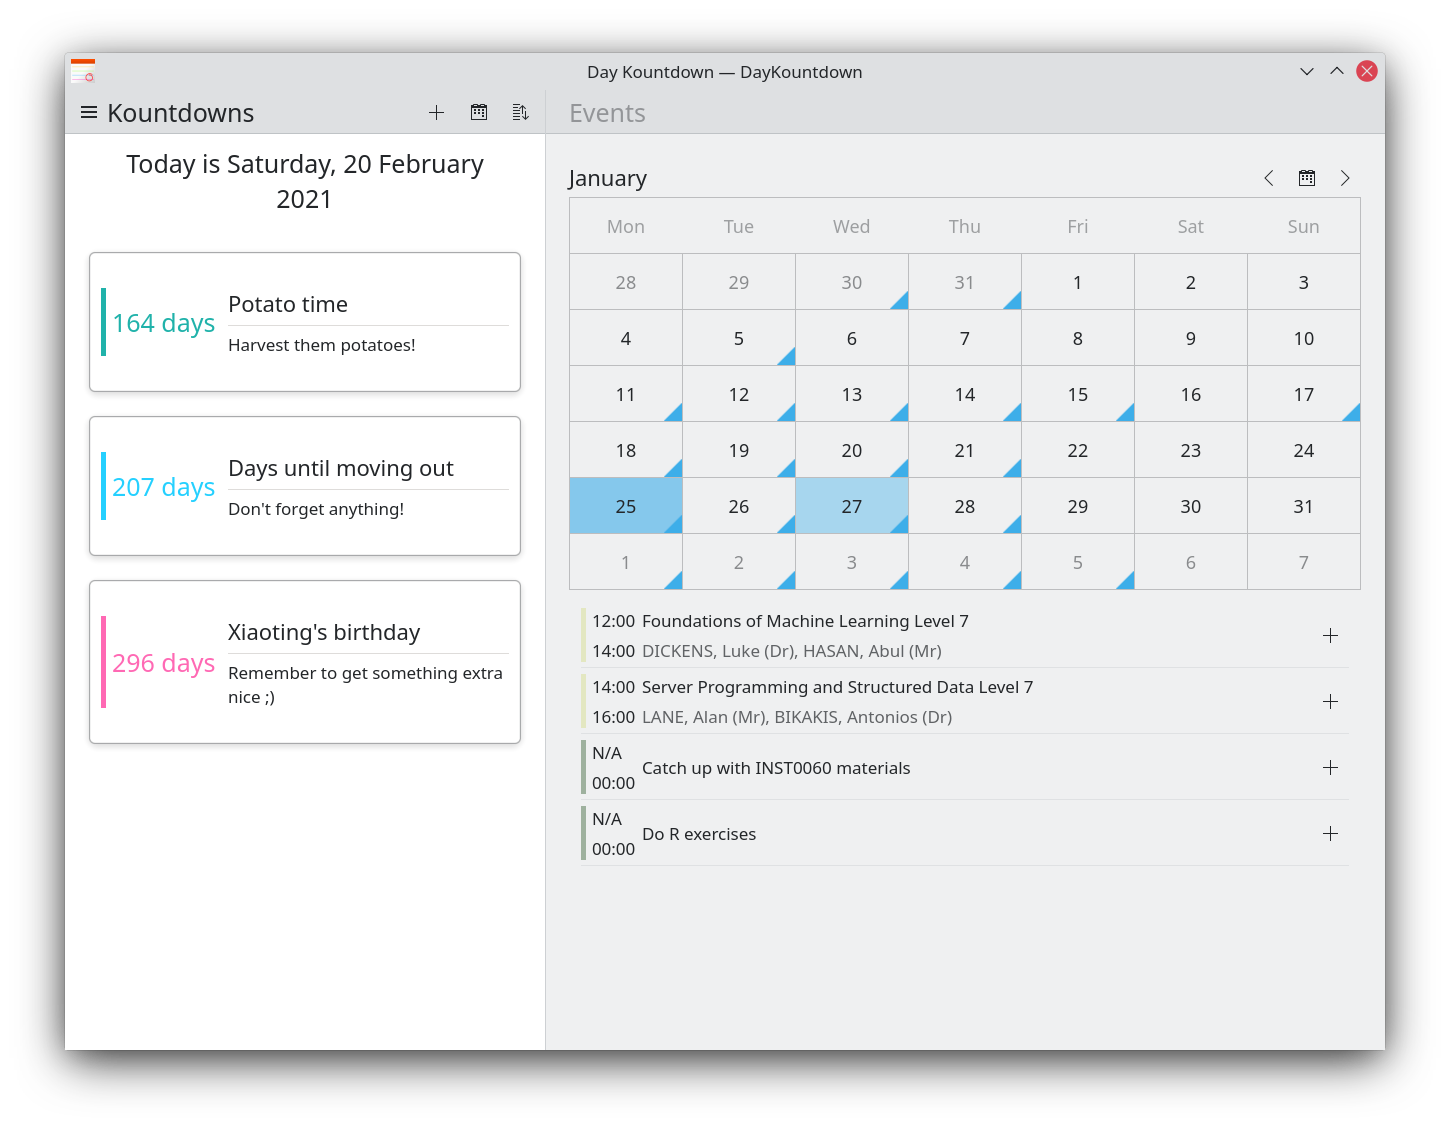 Day Kountdown — DayKountdown
Kountdowns
Events
Today is Saturday, 20 February
2021
164 days
Potato time
Harvest them potatoes!
207 days
Days until moving out
Don't forget anything!
296 days
Xiaoting's birthday
Remember to get something extra
nice ;)
January
Mon Tue Wed Thu Fri Sat Sun
28 29 30 31 1 2 3
4 5 6 7 8 9 10
11 12 13 14 15 16 17
18 19 20 21 22 23 24
25 26 27 28 29 30 31
1 2 3 4 5 6 7
12:00 Foundations of Machine Learning Level 7
14:00 DICKENS, Luke (Dr), HASAN, Abul (Mr)
14:00 Server Programming and Structured Data Level 7
16:00 LANE, Alan (Mr), BIKAKIS, Antonios (Dr)
N/A
Catch up with INST0060 materials
00:00
N/A
Do R exercises
00:00